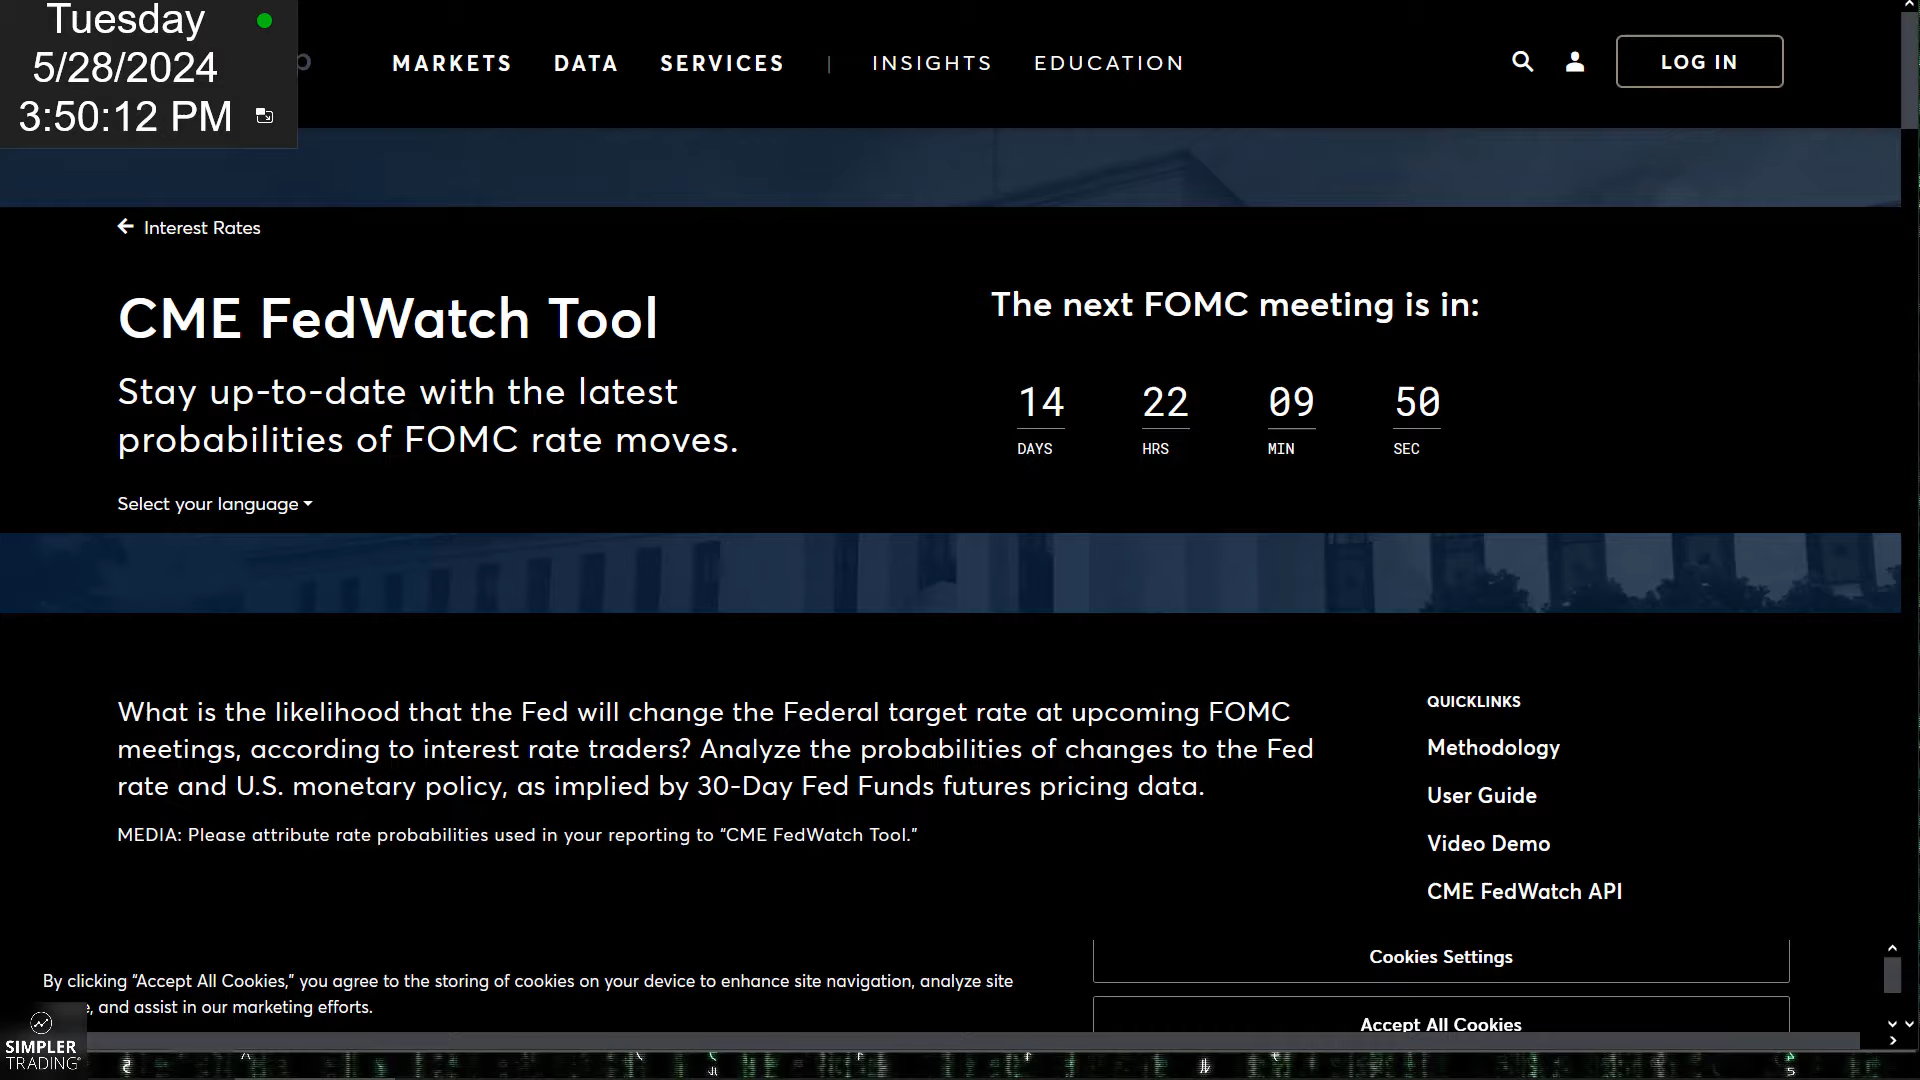 Tuesday
5/28/2024
3:50:12 PM
MARKETS DATA SERVICES | INSIGHTS EDUCATION
LOG IN
Interest Rates
CME FedWatch Tool
Stay up-to-date with the latest
probabilities of FOMC rate moves.
Select your language
The next FOMC meeting is in:
14 22 09 50
DAYS HRS MIN SEC
What is the likelihood that the Fed will change the Federal target rate at upcoming FOMC
meetings, according to interest rate traders? Analyze the probabilities of changes to the Fed
rate and U.S. monetary policy, as implied by 30-Day Fed Funds futures pricing data.
MEDIA: Please attribute rate probabilities used in your reporting to “CME FedWatch Tool.”
QUICKLINKS
Methodology
User Guide
Video Demo
CME FedWatch API
By clicking “Accept All Cookies,” you agree to the storing of cookies on your device to enhance site navigation, analyze site
, and assist in our marketing efforts.
Cookies Settings
Accept All Cookies
SIMPLER
TRADING